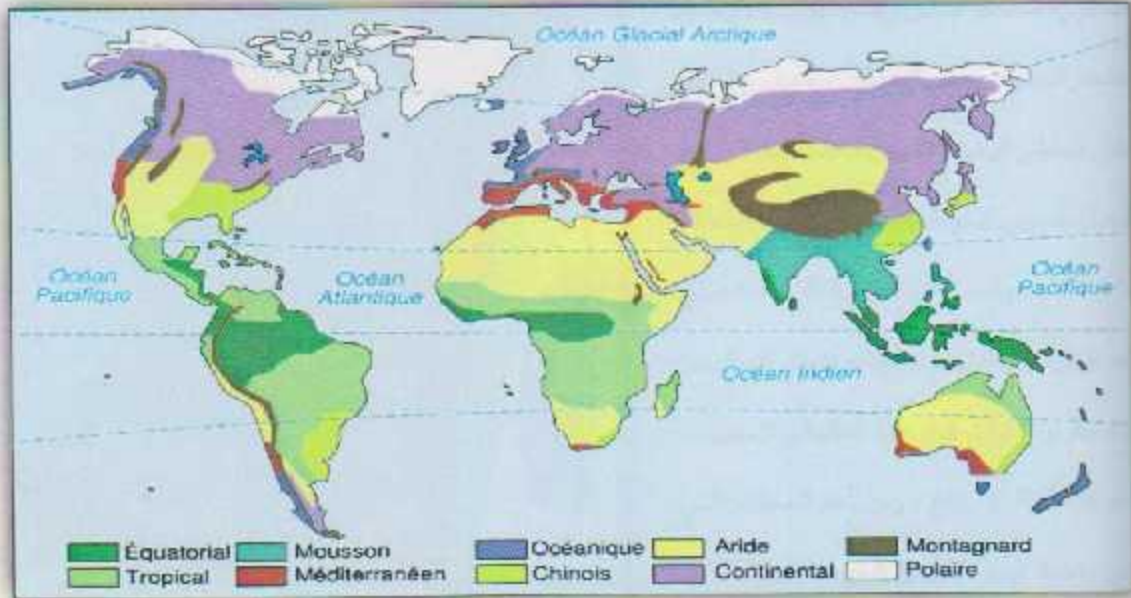 Océan Glacial Arctique
Océan
Pacifique
Océan
Atlantique
Océan
Pacifique
Océan Indien
Équatorial
Mousson
Océanique
Aride
Montagnard
Tropical
Méditerranéen
Chinois
Continental
Polaire